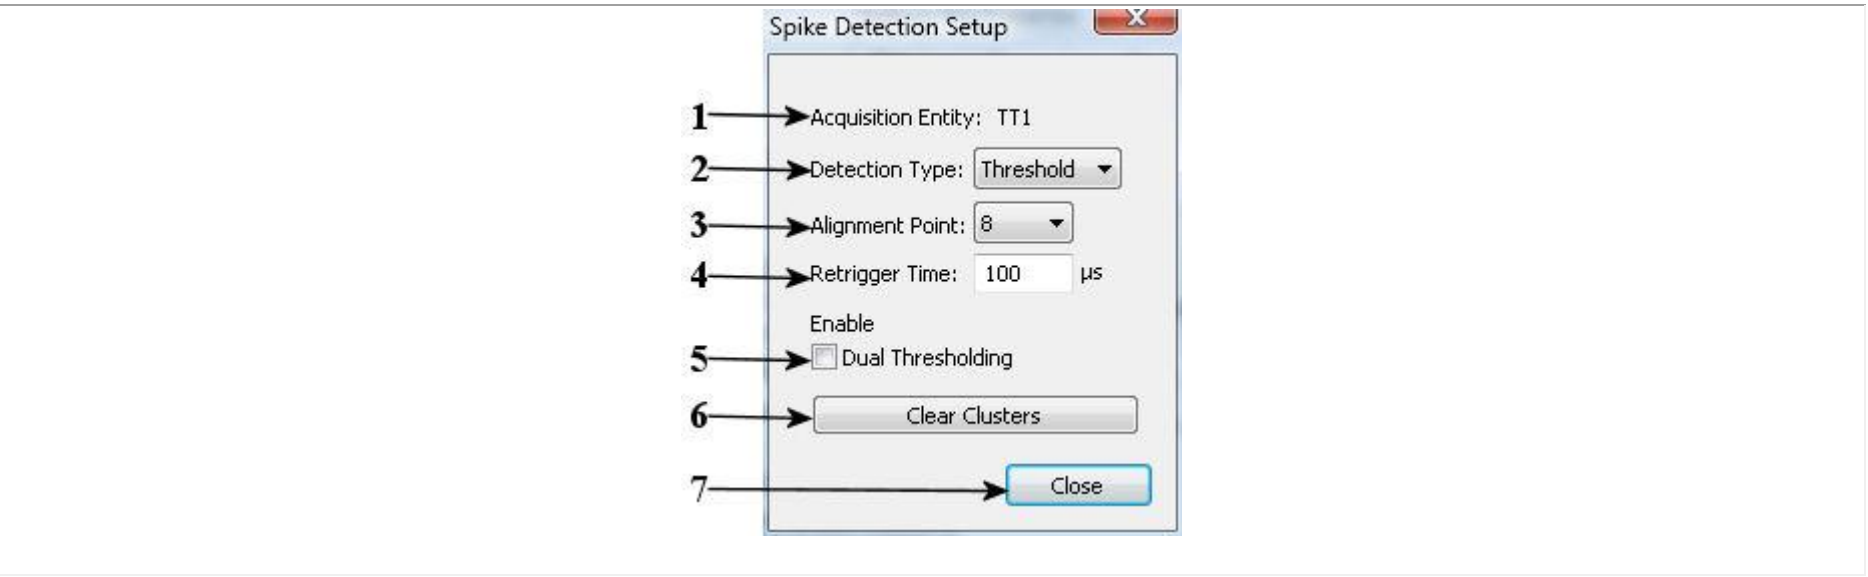 Spike Detection Setup X
1 Acquisition Entity: TT1
2 Detection Type: Threshold
3 Alignment Point: 8
4 Retrigger Time: 100 µs
Enable
5 Dual Thresholding
6 Clear Clusters
7 Close